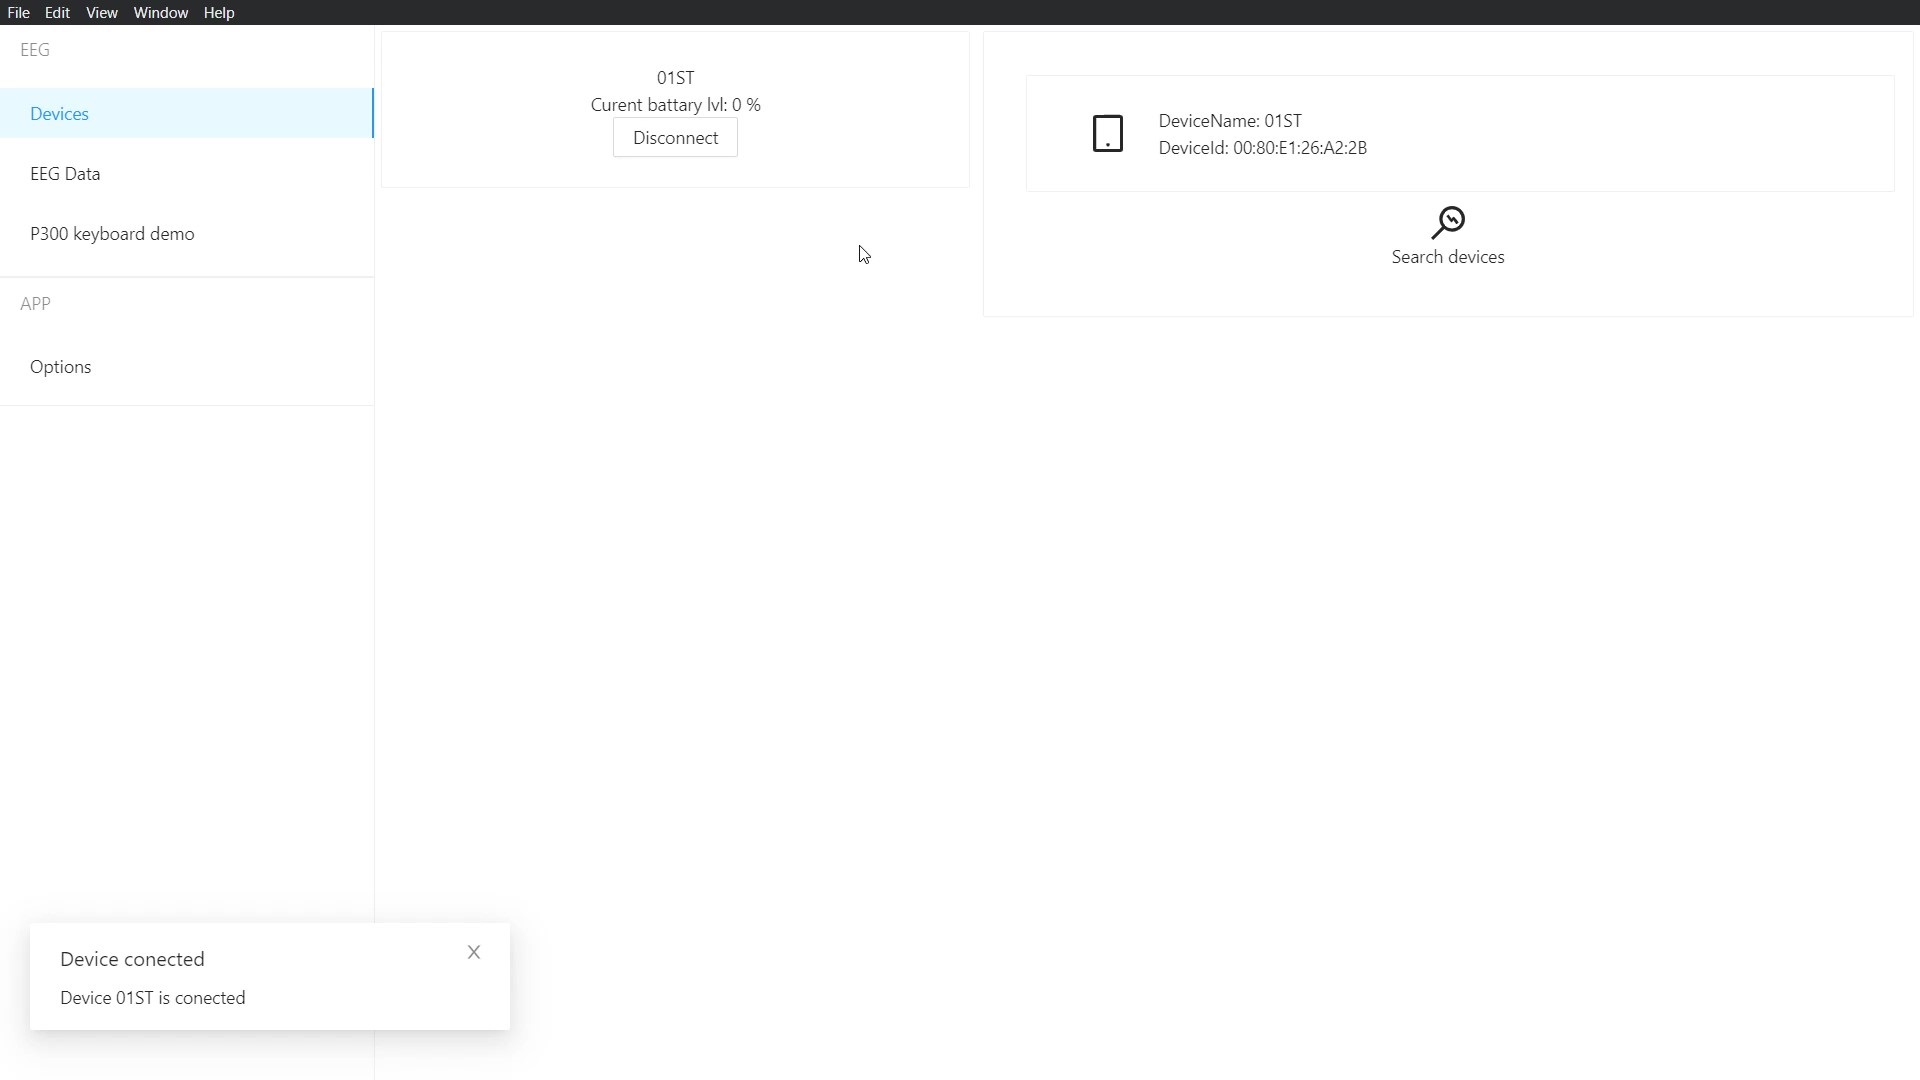 File Edit View Window Help
EEG
Devices
EEG Data
P300 keyboard demo
APP
Options
01ST
Curent battary lvl: 0 %
Disconnect
DeviceName: 01ST
DeviceId: 00:80:E1:26:A2:2B
Search devices
Device conected
X
Device 01ST is conected